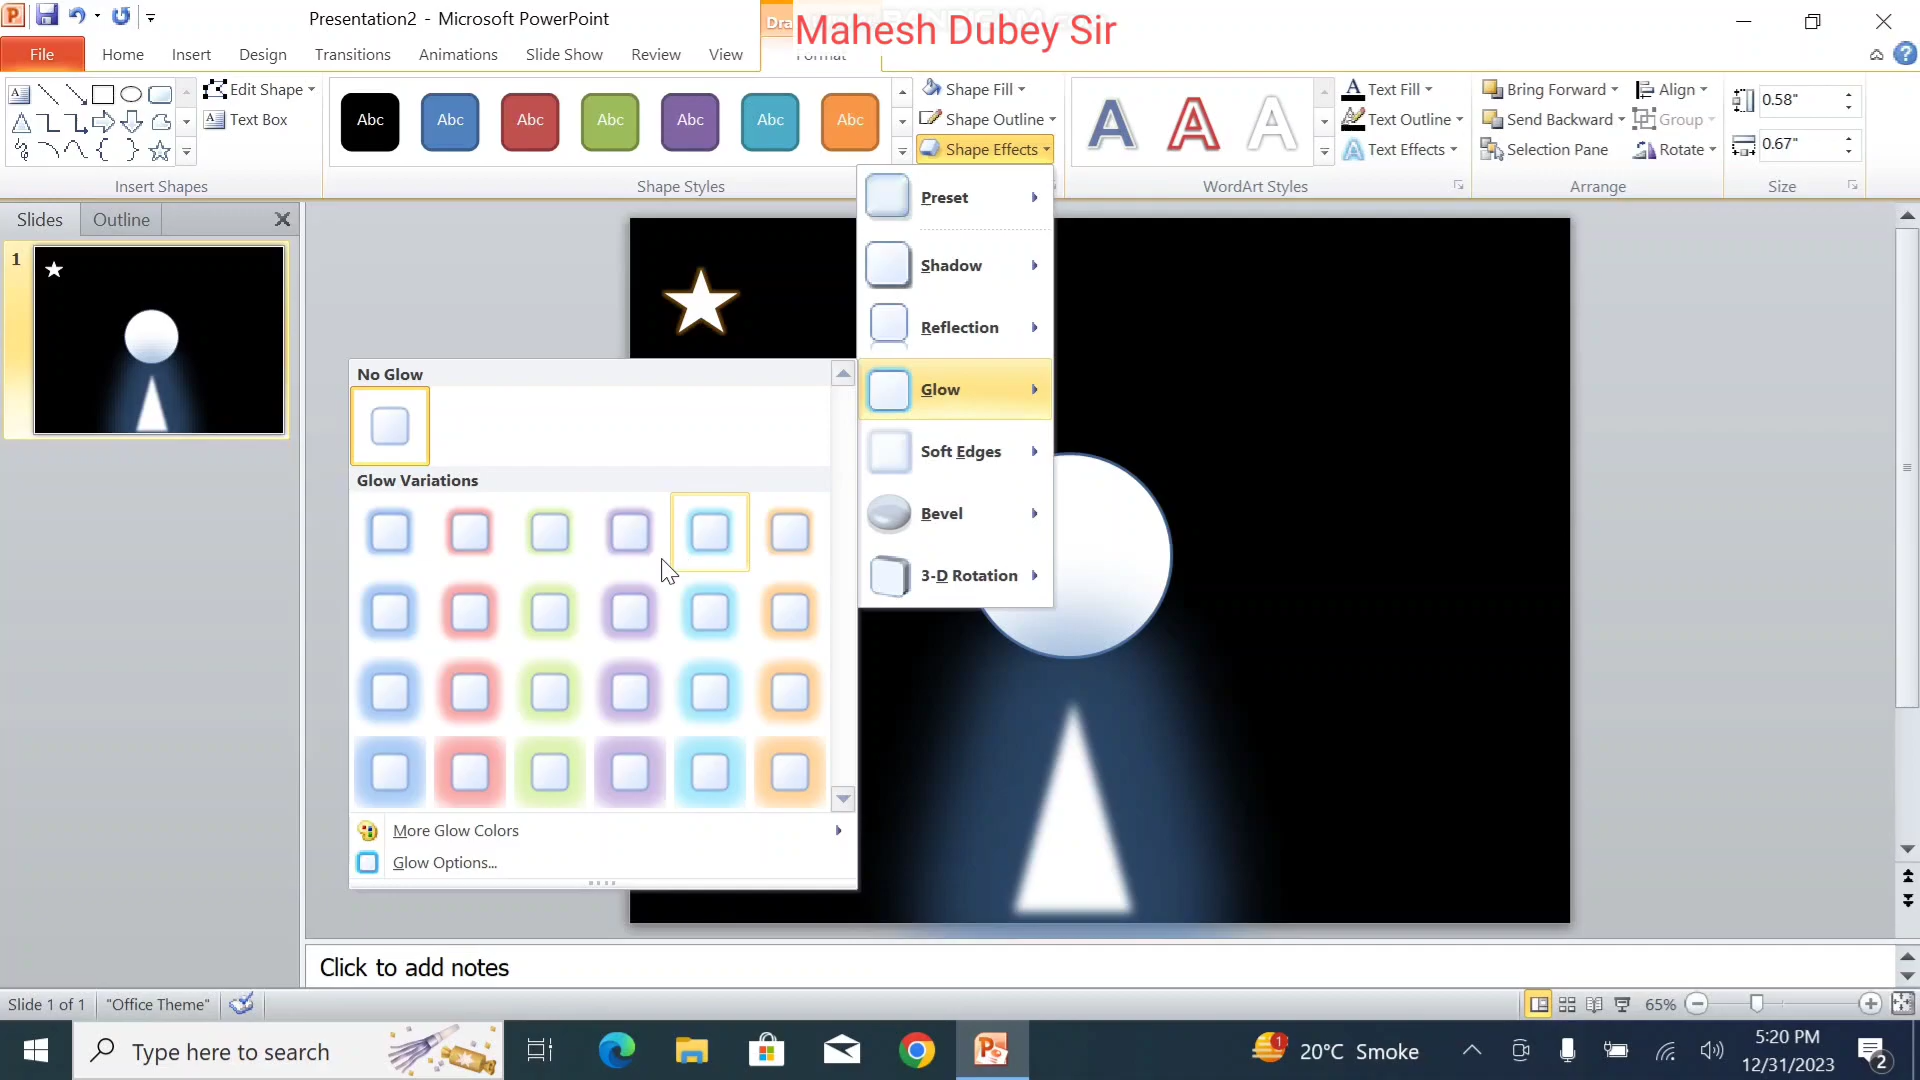 Presentation2 - Microsoft PowerPoint
Mahesh Dubey Sir
File Home Insert Design Transitions Animations Slide Show Review View Format
Edit Shape
Text Box
Insert Shapes
Abc Abc Abc Abc Abc Abc Abc
Shape Styles
Shape Fill
Shape Outline
Shape Effects
Text Fill
Text Outline
Text Effects
WordArt Styles
Bring Forward
Send Backward
Selection Pane
Align
Group
Rotate
Arrange
0.58"
0.67"
Size
Slides Outline
1
Preset
Shadow
Reflection
Glow
Soft Edges
Bevel
3-D Rotation
No Glow
Glow Variations
More Glow Colors
Glow Options...
Click to add notes
Slide 1 of 1 "Office Theme" 65%
Type here to search
1
20°C Smoke
5:20 PM
12/31/2023
2